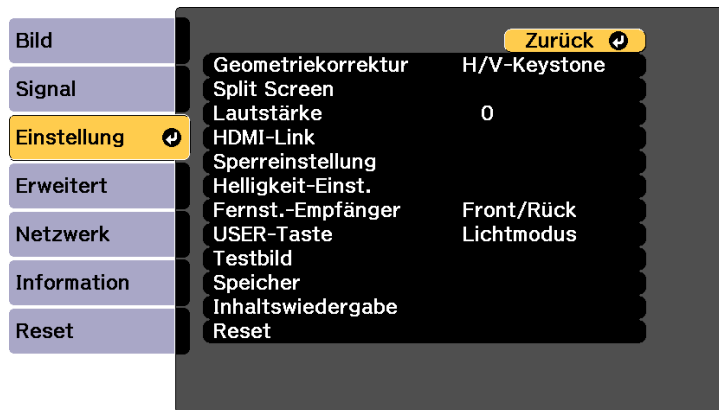 Bild
Signal
Einstellung
Erweitert
Netzwerk
Information
Reset
Zurück
Geometriekorrektur H/V-Keystone
Split Screen
Lautstärke 0
HDMI-Link
Sperreinstellung
Helligkeit-Einst.
Fernst.-Empfänger Front/Rück
USER-Taste Lichtmodus
Testbild
Speicher
Inhaltswiedergabe
Reset